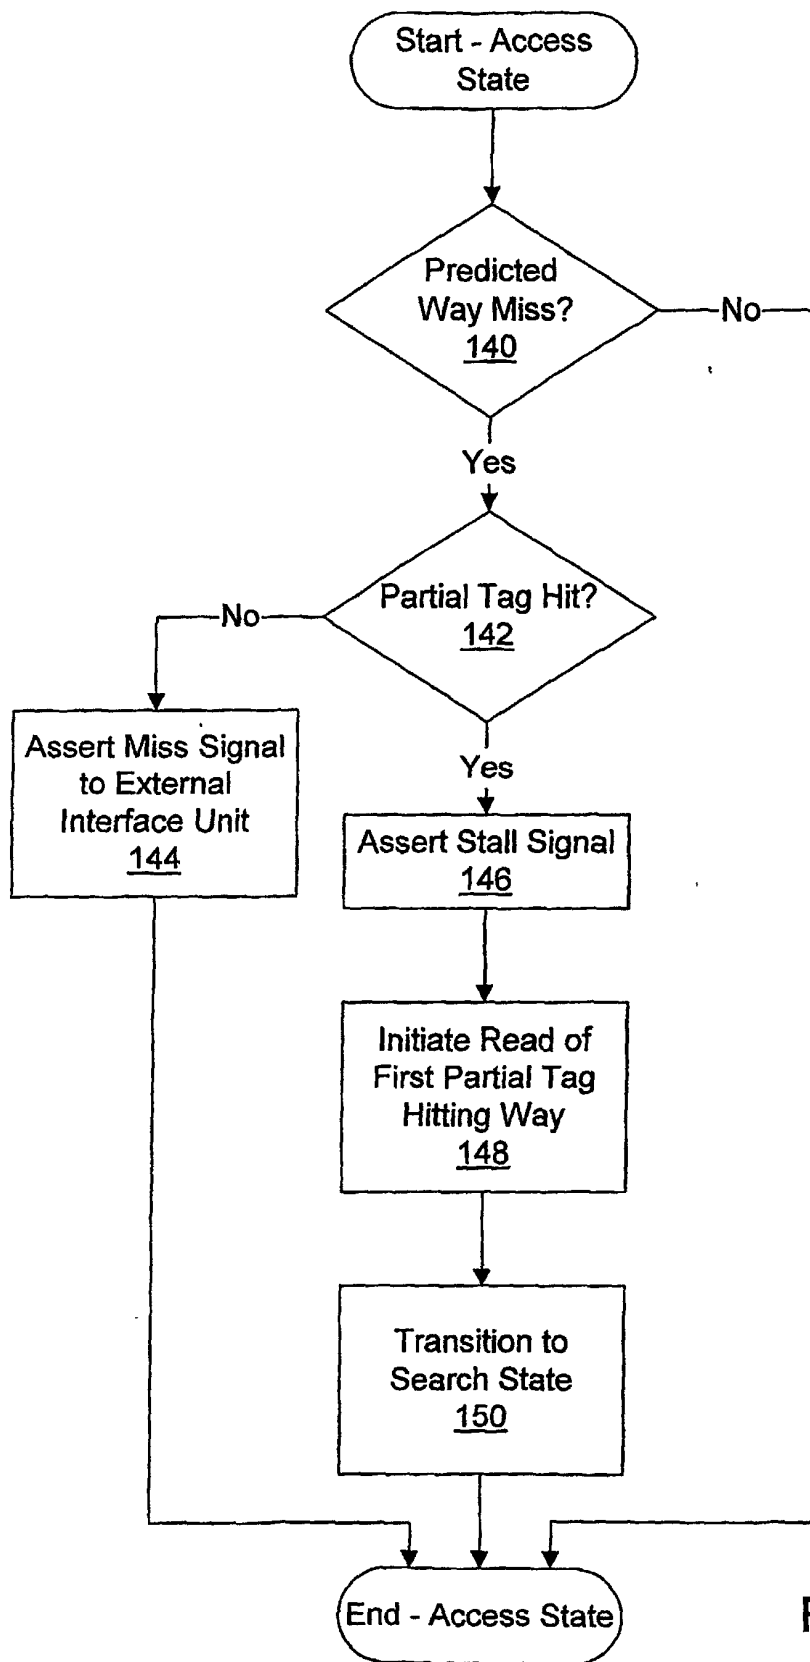 Start - Access
State
Predicted
Way Miss?
140
No
Yes
Partial Tag Hit?
142
No
Yes
Assert Miss Signal
to External
Interface Unit
144
Assert Stall Signal
146
Initiate Read of
First Partial Tag
Hitting Way
148
Transition to
Search State
150
End - Access State